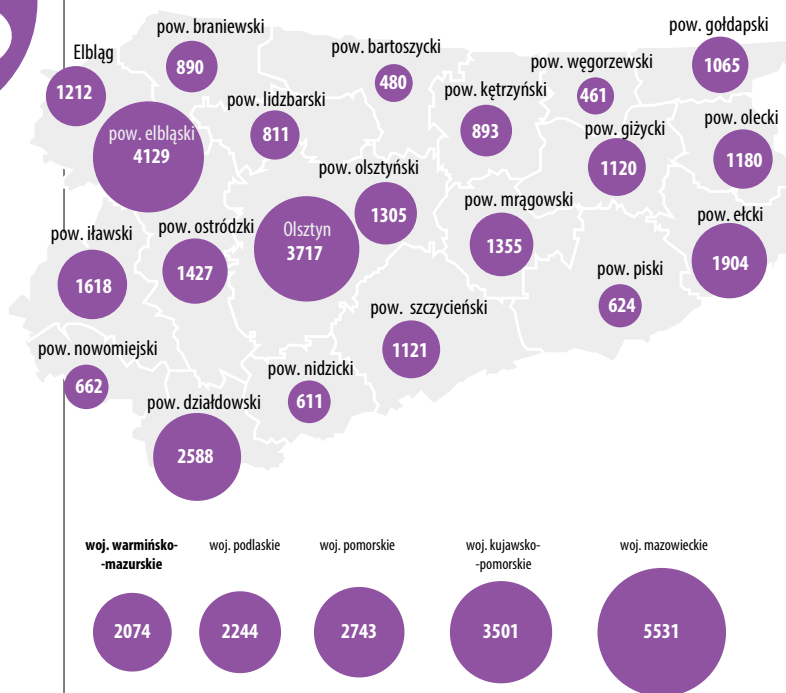 pow. braniewski
890
Elbląg
1212
pow. bartoszycki
480
pow. gołdapski
1065
pow. węgorzewski
461
pow. kętrzyński
893
pow. lidzbarski
811
pow. elbląski
4129
pow. giżycki
1120
pow. olecki
1180
pow. olsztyński
1305
pow. mrągowski
1355
pow. ełcki
1904
pow. iławski
1618
pow. ostródzki
1427
Olsztyn
3717
pow. piski
624
pow. szczycieński
1121
pow. nowomiejski
662
pow. nidzicki
611
pow. działdowski
2588
woj. warmińsko-
-mazurskie
2074
woj. podlaskie
2244
woj. pomorskie
2743
woj. kujawsko-
-pomorskie
3501
woj. mazowieckie
5531